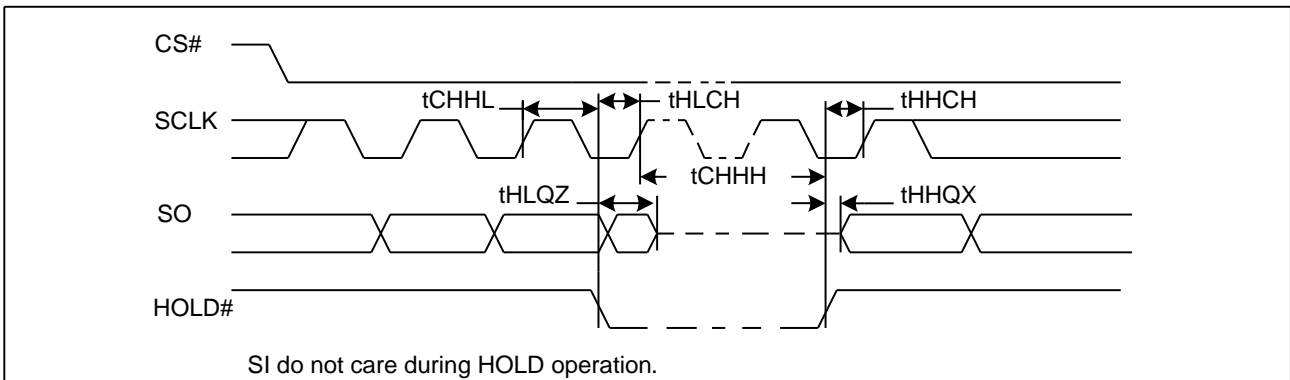 CS#
tCHHL
tHLCH
tHHCH
SCLK
tCHHH
tHLQZ
tHHQX
SO
HOLD#
SI do not care during HOLD operation.